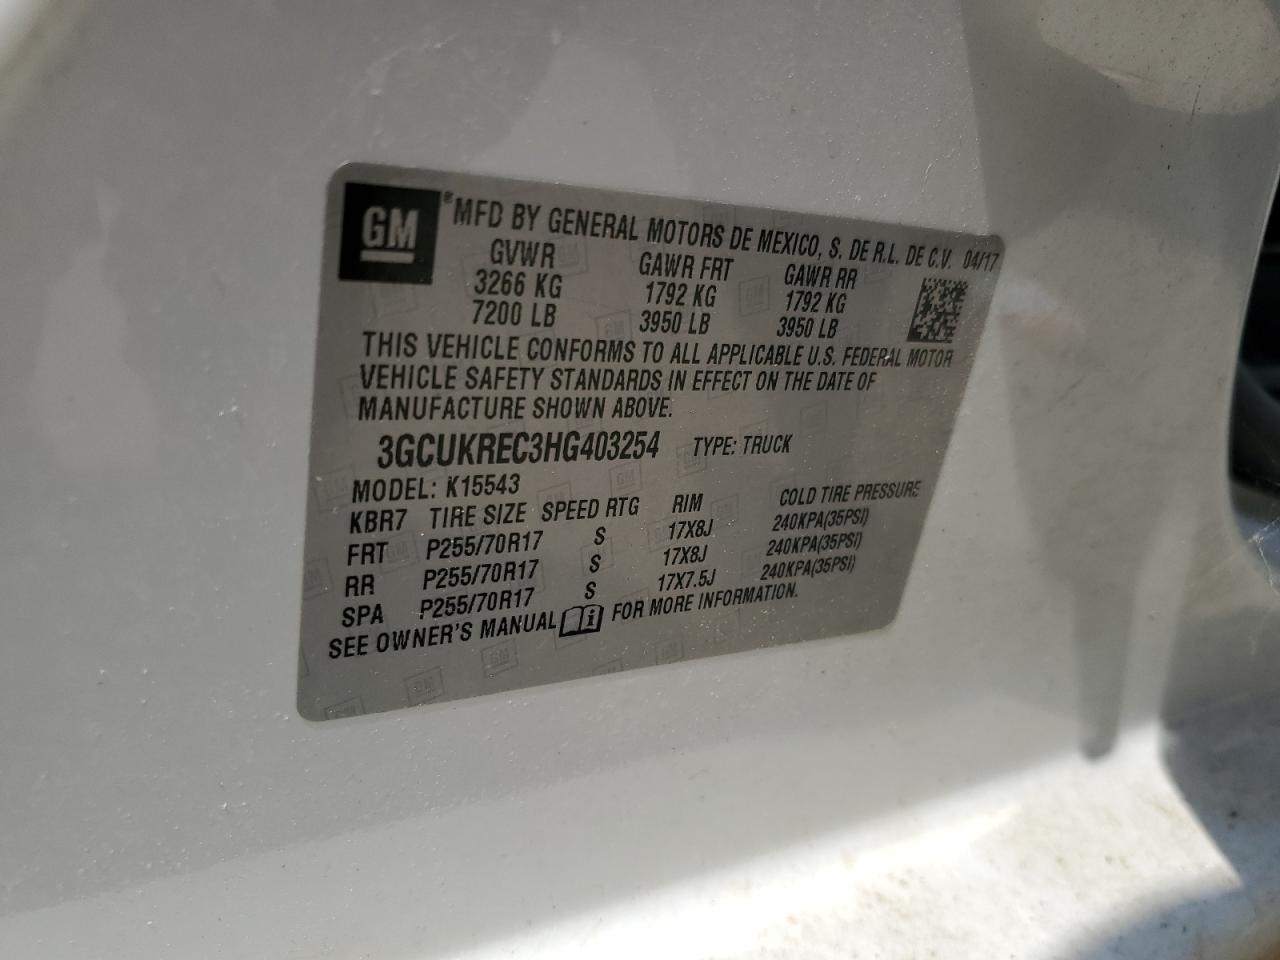 GM ® MFD BY GENERAL MOTORS DE MEXICO, S. DE R.L. DE C.V. 04/17
GVWR GAWR FRT GAWR RR
3266 KG 1792 KG 1792 KG
7200 LB 3950 LB 3950 LB
THIS VEHICLE CONFORMS TO ALL APPLICABLE U.S. FEDERAL MOTOR
VEHICLE SAFETY STANDARDS IN EFFECT ON THE DATE OF
MANUFACTURE SHOWN ABOVE.
3GCUKREC3HG403254 TYPE: TRUCK
MODEL: K15543
KBR7 TIRE SIZE SPEED RTG RIM COLD TIRE PRESSURE
FRT P255/70R17 S 17X8J 240KPA(35PSI)
RR P255/70R17 S 17X8J 240KPA(35PSI)
SPA P255/70R17 S 17X7.5J 240KPA(35PSI)
SEE OWNER'S MANUAL FOR MORE INFORMATION.